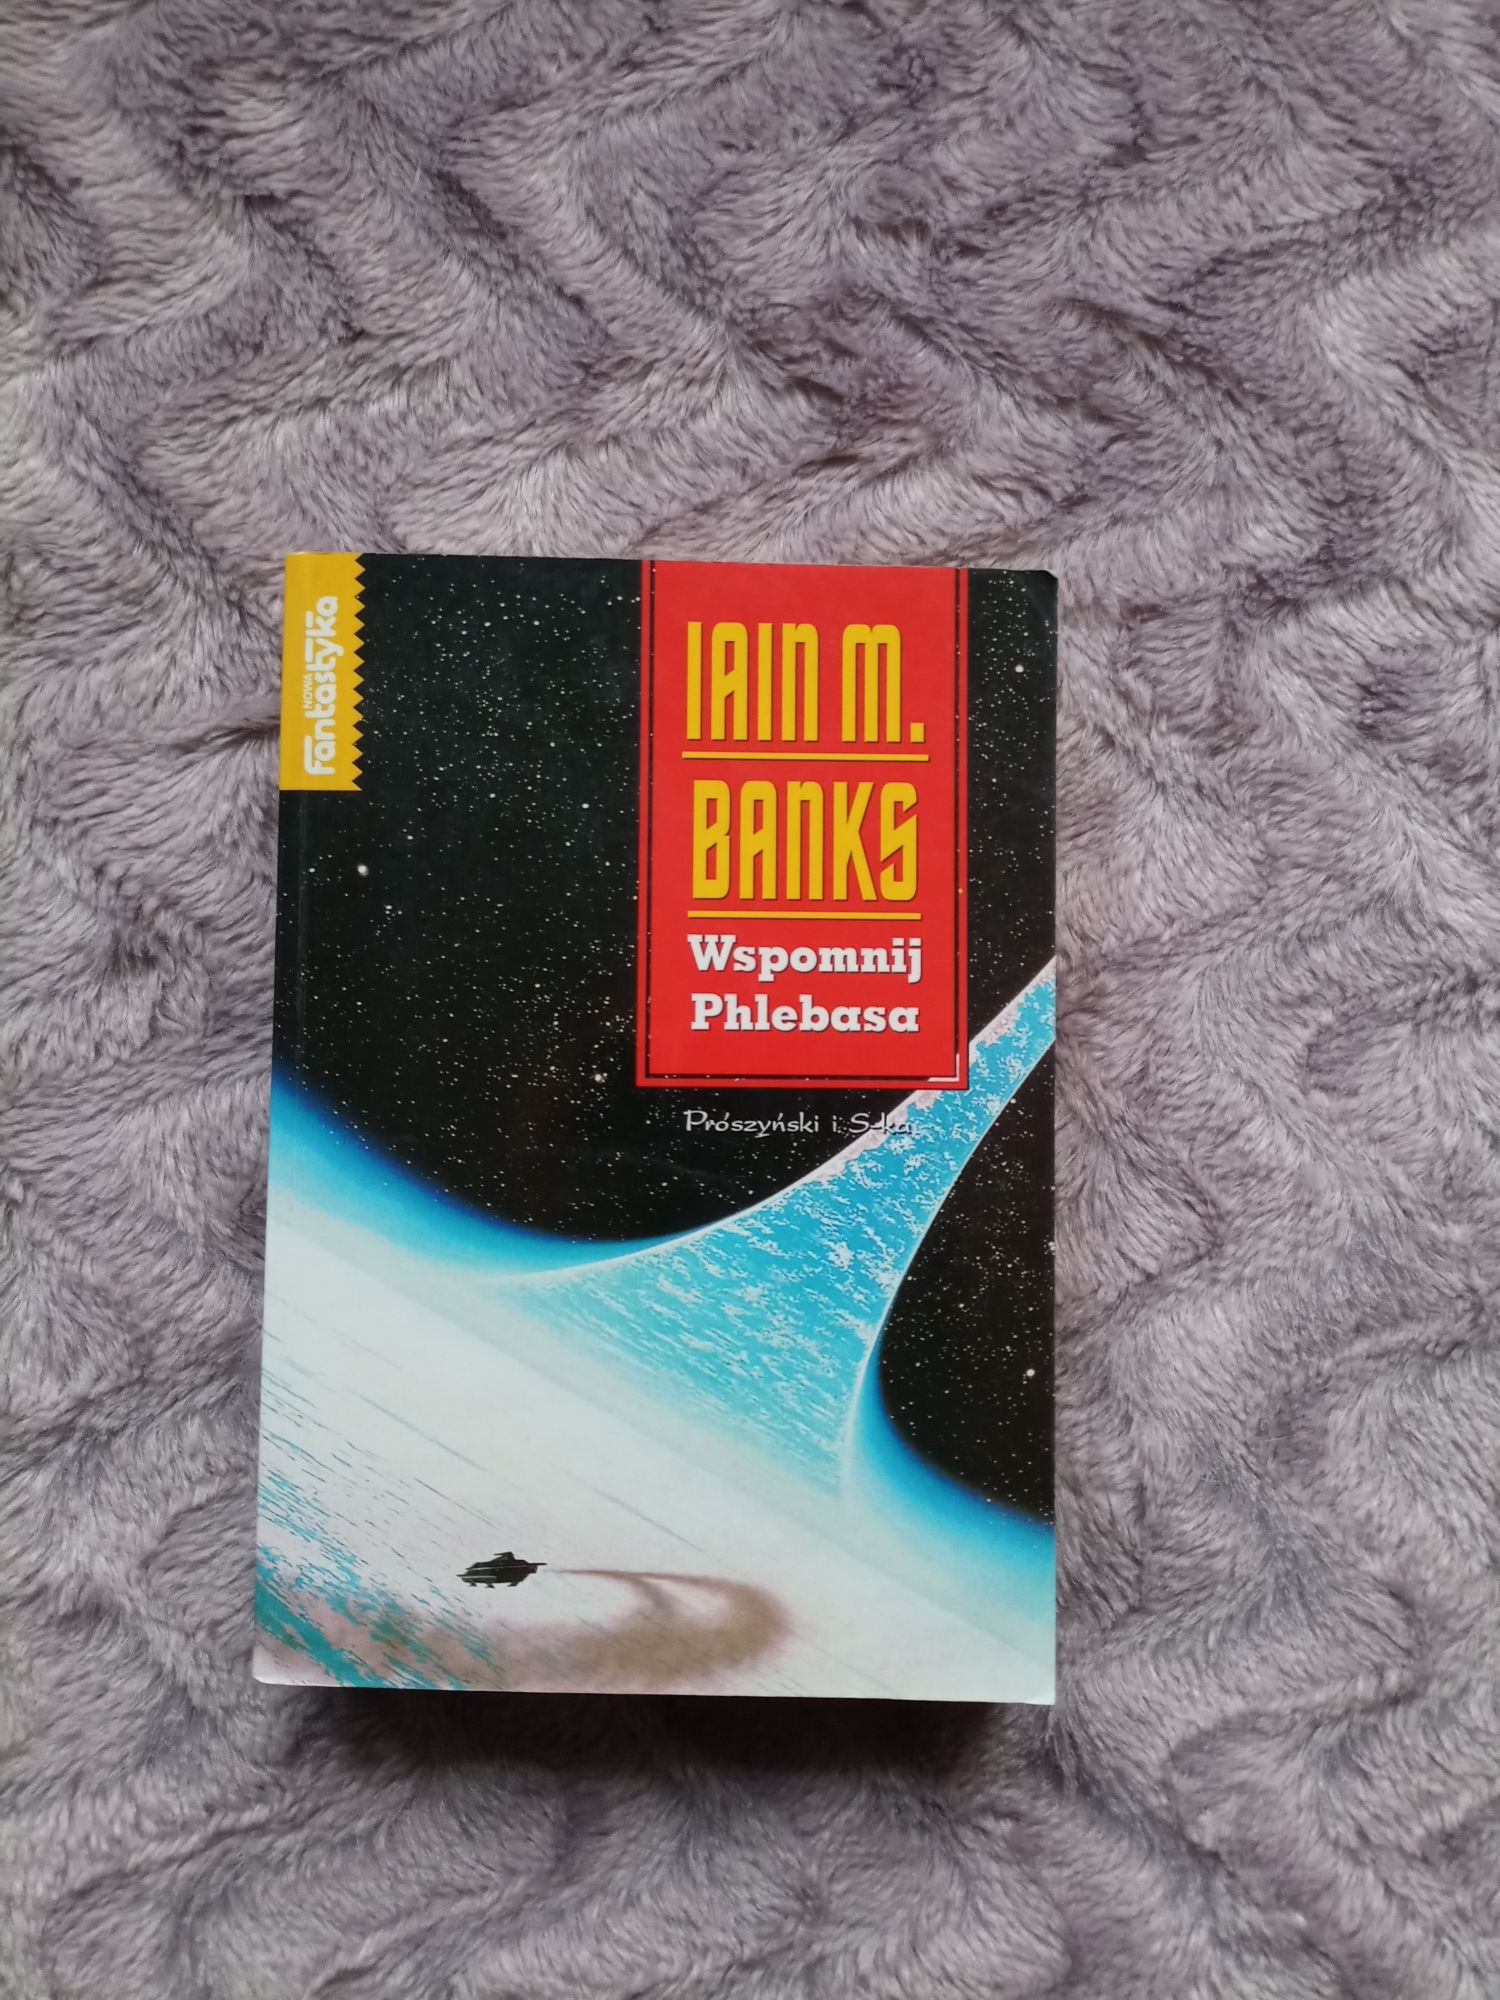 NOWA
Fantastyka
IAIN M.
BANKS
Wspomnij
Phlebasa
Prószyński i S-ka